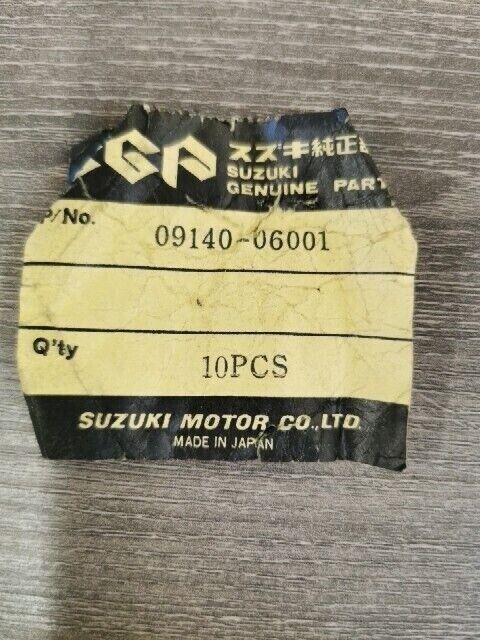 SGP スズキ純正
SUZUKI
GENUINE PART
P/No. 09140-06001
Q'ty 10PCS
SUZUKI MOTOR CO.,LTD
MADE IN JAPAN